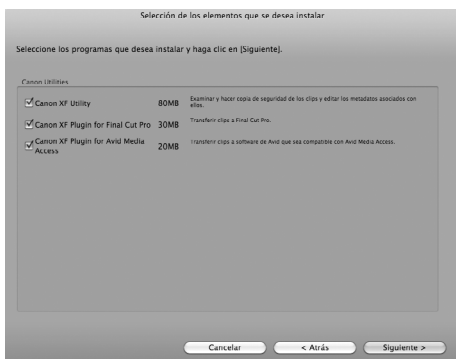 Selección de los elementos que se desea instalar
Seleccione los programas que desea instalar y haga clic en [Siguiente].
Canon Utilities
Canon XF Utility 80MB Examinar y hacer copia de seguridad de los clips y editar los metadatos asociados con
ellos.
Canon XF Plugin for Final Cut Pro 30MB Transferir clips a Final Cut Pro.
Canon XF Plugin for Avid Media
Access 20MB Transferir clips a software de Avid que sea compatible con Avid Media Access.
Cancelar < Atrás Siguiente >